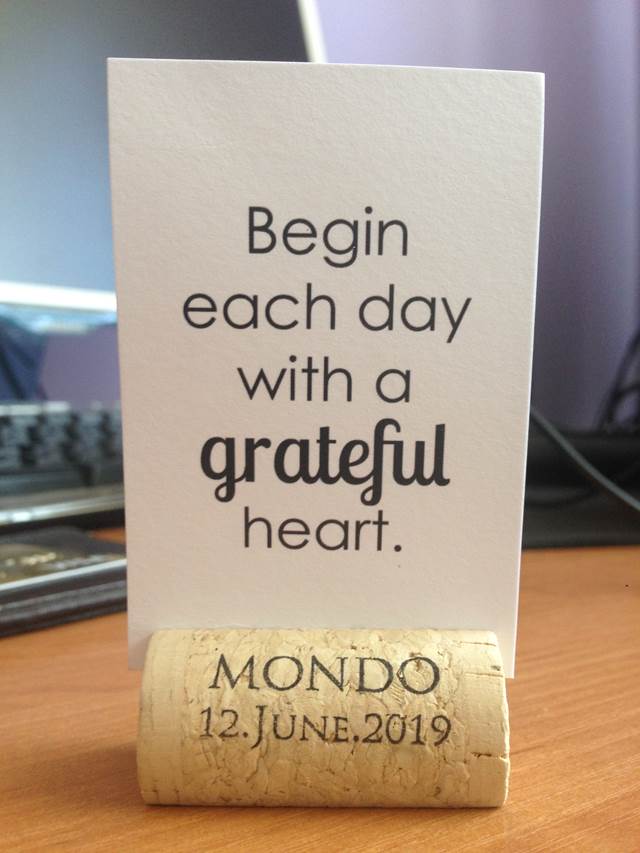 Begin
each day
with a
grateful
heart.
MONDO
12.JUNE.2019